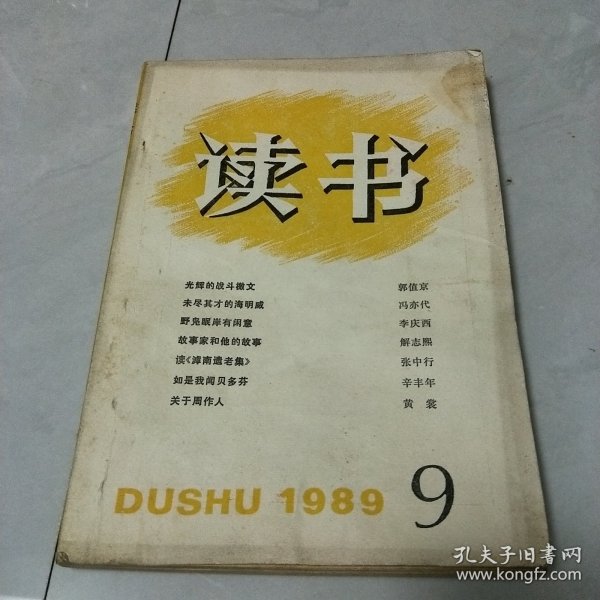 读书
光辉的战斗檄文 郭值京
未尽其才的海明威 冯亦代
野凫眠岸有闲意 李庆西
故事家和他的故事 解志熙
读《滹南遗老集》 张中行
如是我闻贝多芬 辛丰年
关于周作人 黄裳
DUSHU 1989 9
孔夫子旧书网
www.kongfz.com